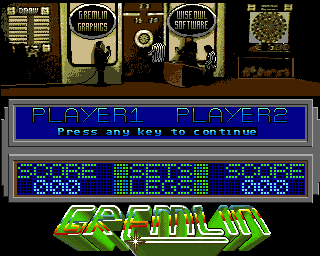 DRAW
GREMLIN GRAPHICS
WISE OWL SOFTWARE
PLAYER1 PLAYER2
Press any key to continue
SCORE SETS SCORE
000 LEGS 000
GREMLIN